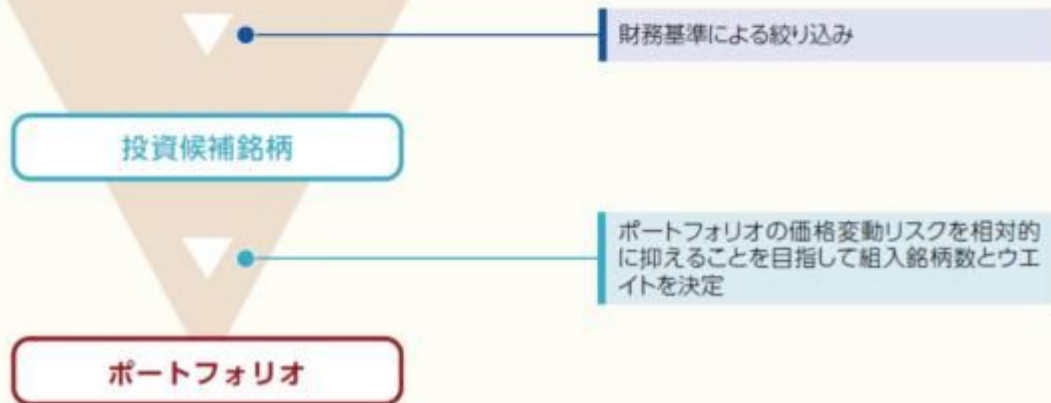 財務基準による絞り込み
投資候補銘柄
ポートフォリオの価格変動リスクを相対的
に抑えることを目指して組入銘柄数とウエ
イトを決定
ポートフォリオ